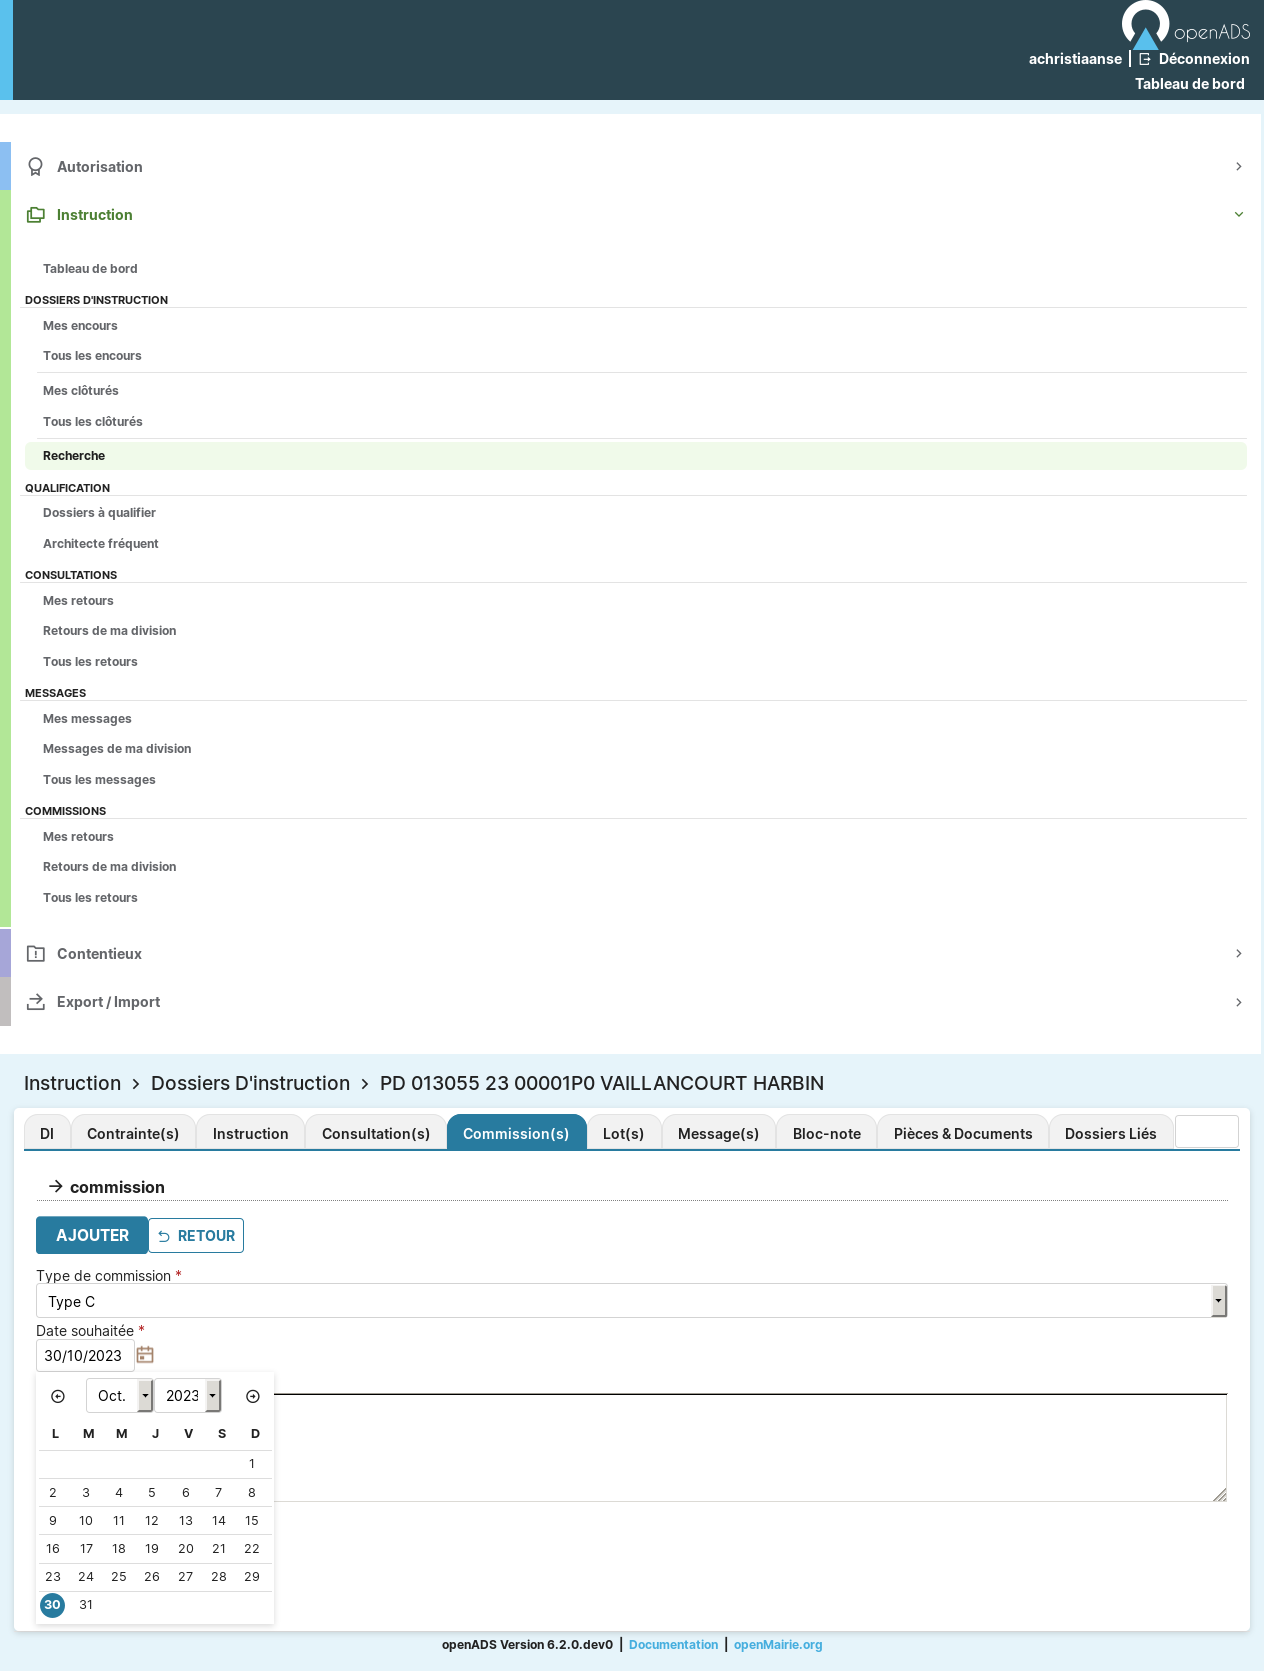 openADS
achristiaanse | Déconnexion
Tableau de bord
Autorisation
Instruction
Tableau de bord
DOSSIERS D'INSTRUCTION
Mes encours
Tous les encours
Mes clôturés
Tous les clôturés
Recherche
QUALIFICATION
Dossiers à qualifier
Architecte fréquent
CONSULTATIONS
Mes retours
Retours de ma division
Tous les retours
MESSAGES
Mes messages
Messages de ma division
Tous les messages
COMMISSIONS
Mes retours
Retours de ma division
Tous les retours
Contentieux
Export / Import
Instruction > Dossiers D'instruction > PD 013055 23 00001P0 VAILLANCOURT HARBIN
DI Contrainte(s) Instruction Consultation(s) Commission(s) Lot(s) Message(s) Bloc-note Pièces & Documents Dossiers Liés
commission
AJOUTER RETOUR
Type de commission *
Type C
Date souhaitée *
30/10/2023
Oct. 2023
L M M J V S D
1
2 3 4 5 6 7 8
9 10 11 12 13 14 15
16 17 18 19 20 21 22
23 24 25 26 27 28 29
30 31
openADS Version 6.2.0.dev0 | Documentation | openMairie.org